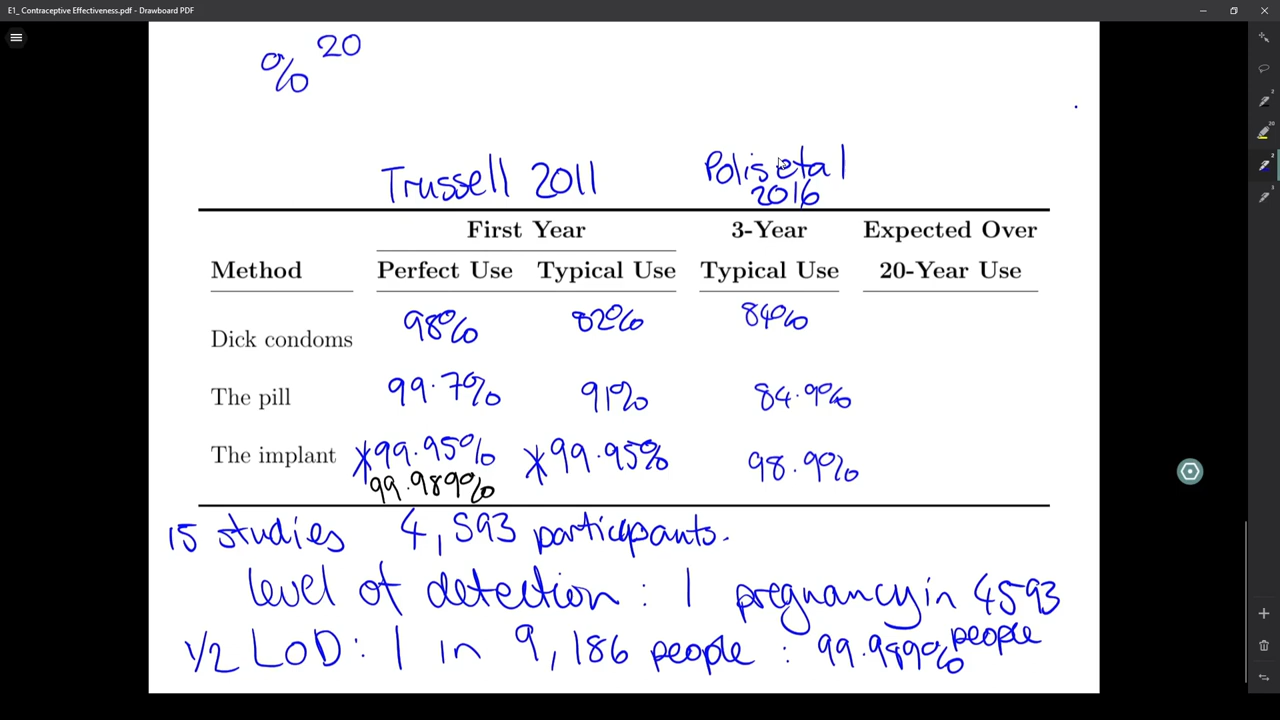 E1_ Contraceptive Effectiveness.pdf - Drawboard PDF
% 20
Trussell 2011 Polis et al
2016
First Year 3-Year Expected Over
Method Perfect Use Typical Use Typical Use 20-Year Use
Dick condoms 98% 82% 84%
The pill 99.7% 91% 84.9%
The implant *99.95% *99.95% 98.9%
99.989%
15 studies 4,593 participants.
level of detection : 1 pregnancy in 4593
people
1/2 LoD : 1 in 9,186 people : 99.989%